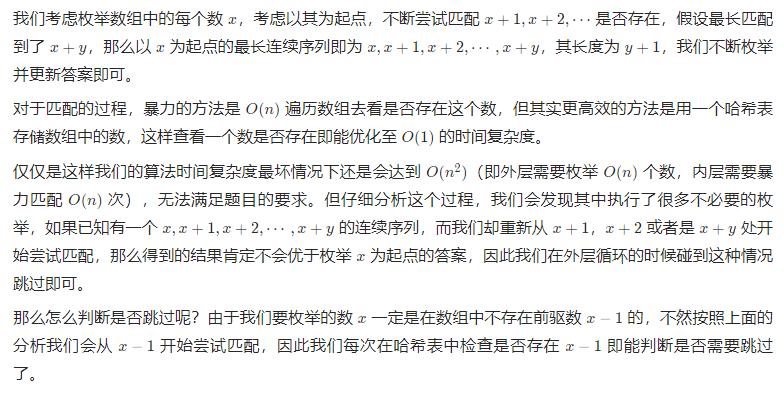 我们考虑枚举数组中的每个数 x，考虑以其为起点，不断尝试匹配 x + 1, x + 2, ⋯ 是否存在，假设最长匹配
到了 x + y，那么以 x 为起点的最长连续序列即为 x, x + 1, x + 2, ⋯ , x + y，其长度为 y + 1，我们不断枚举
并更新答案即可。
对于匹配的过程，暴力的方法是 O(n) 遍历数组去看是否存在这个数，但其实更高效的方法是用一个哈希表
存储数组中的数，这样查看一个数是否存在即能优化至 O(1) 的时间复杂度。
仅仅是这样我们的算法时间复杂度最坏情况下还是会达到 O(n²)（即外层需要枚举 O(n) 个数，内层需要暴
力匹配 O(n) 次），无法满足题目的要求。但仔细分析这个过程，我们会发现其中执行了很多不必要的枚
举，如果已知有一个 x, x + 1, x + 2, ⋯ , x + y 的连续序列，而我们却重新从 x + 1，x + 2 或者是 x + y 处开
始尝试匹配，那么得到的结果肯定不会优于枚举 x 为起点的答案，因此我们在外层循环的时候碰到这种情况
跳过即可。
那么怎么判断是否跳过呢？由于我们要枚举的数 x 一定是在数组中不存在前驱数 x − 1 的，不然按照上面的
分析我们会从 x − 1 开始尝试匹配，因此我们每次在哈希表中检查是否存在 x − 1 即能判断是否需要跳过
了。